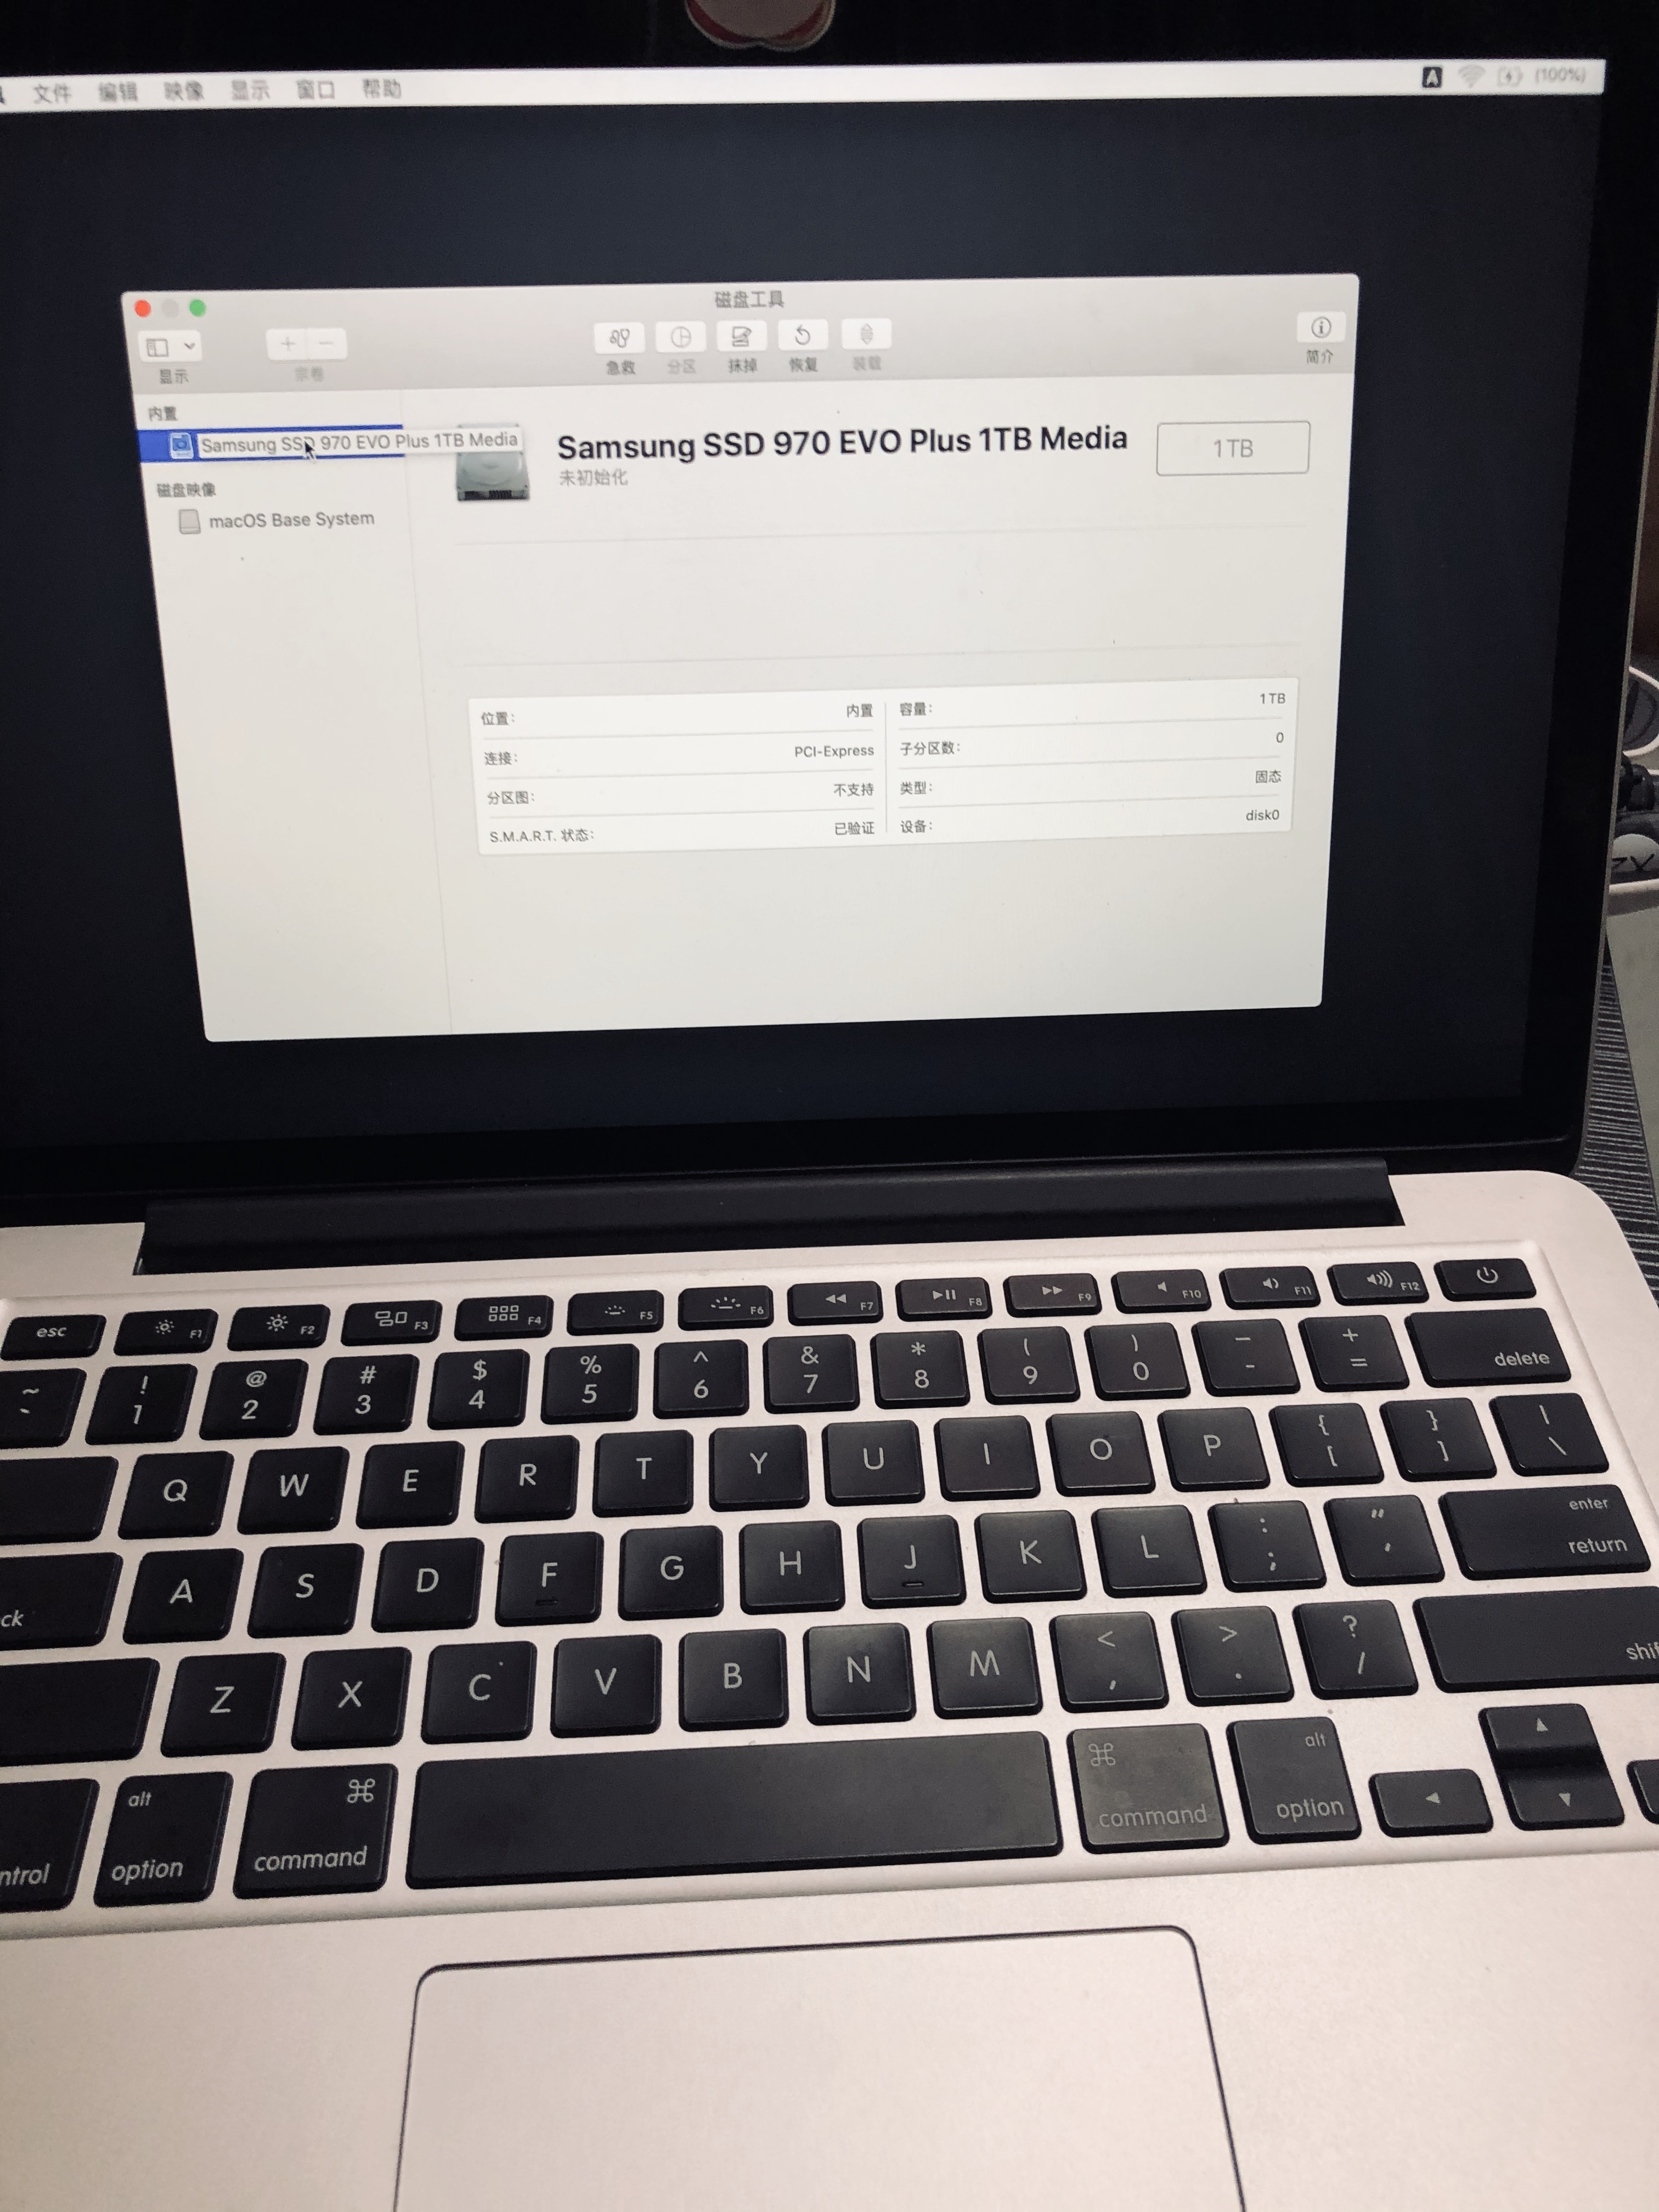 文件 编辑 映像 显示 窗口 帮助
A (100%)
磁盘工具
显示 宗卷 急救 分区 抹掉 恢复 装载 简介
内置
Samsung SSD 970 EVO Plus 1TB Media
磁盘映像
macOS Base System
Samsung SSD 970 EVO Plus 1TB Media
未初始化
1TB
位置: 内置 容量: 1TB
连接: PCI-Express 子分区数: 0
分区图: 不支持 类型: 固态
S.M.A.R.T. 状态: 已验证 设备: disk0
esc F1 F2 F3 F4 F5 F6 F7 F8 F9 F10 F11 F12
~ ! @ # $ % ^ & * ( ) _ +
` 1 2 3 4 5 6 7 8 9 0 - = delete
Q W E R T Y U I O P { [ } ] | \
ck A S D F G H J K L : ; " ' enter return
Z X C V B N M < , > . ? / shif
ntrol alt option ⌘ command ⌘ command alt option